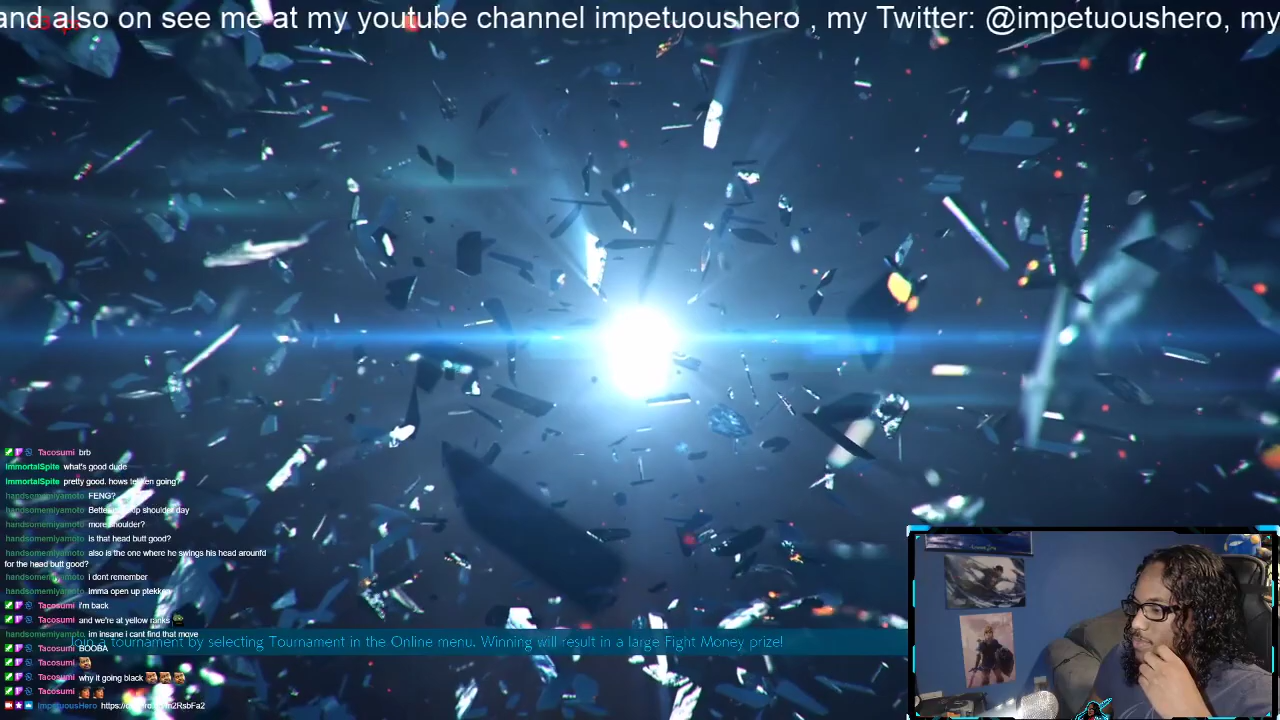 and also on see me at my youtube channel impetuoushero , my Twitter: @impetuoushero, my
Tacosumi brb
ImmortalSpite what's good dude
ImmortalSpite pretty good. hows tekken going?
handsomemiyamoto FENG?
shoulder day
handsomemiyamoto more shoulder?
handsomemiyamoto is that head butt good?
handsomemiyamoto also is the one where he swings his head arounfd
for the head butt good?
handsomemiyamoto i dont remember
handsomemiyamoto Imma open up
Tacosumi i'm back
Tacosumi and we're at yellow ranks
handsomemiyamoto im insane i cant find that move
Join a tournament by selecting Tournament in the Online menu. Winning will result in a large Fight Money prize!
Tacosumi BOOBA
Tacosumi
Tacosumi why it going black
Tacosumi
ImpetuousHero